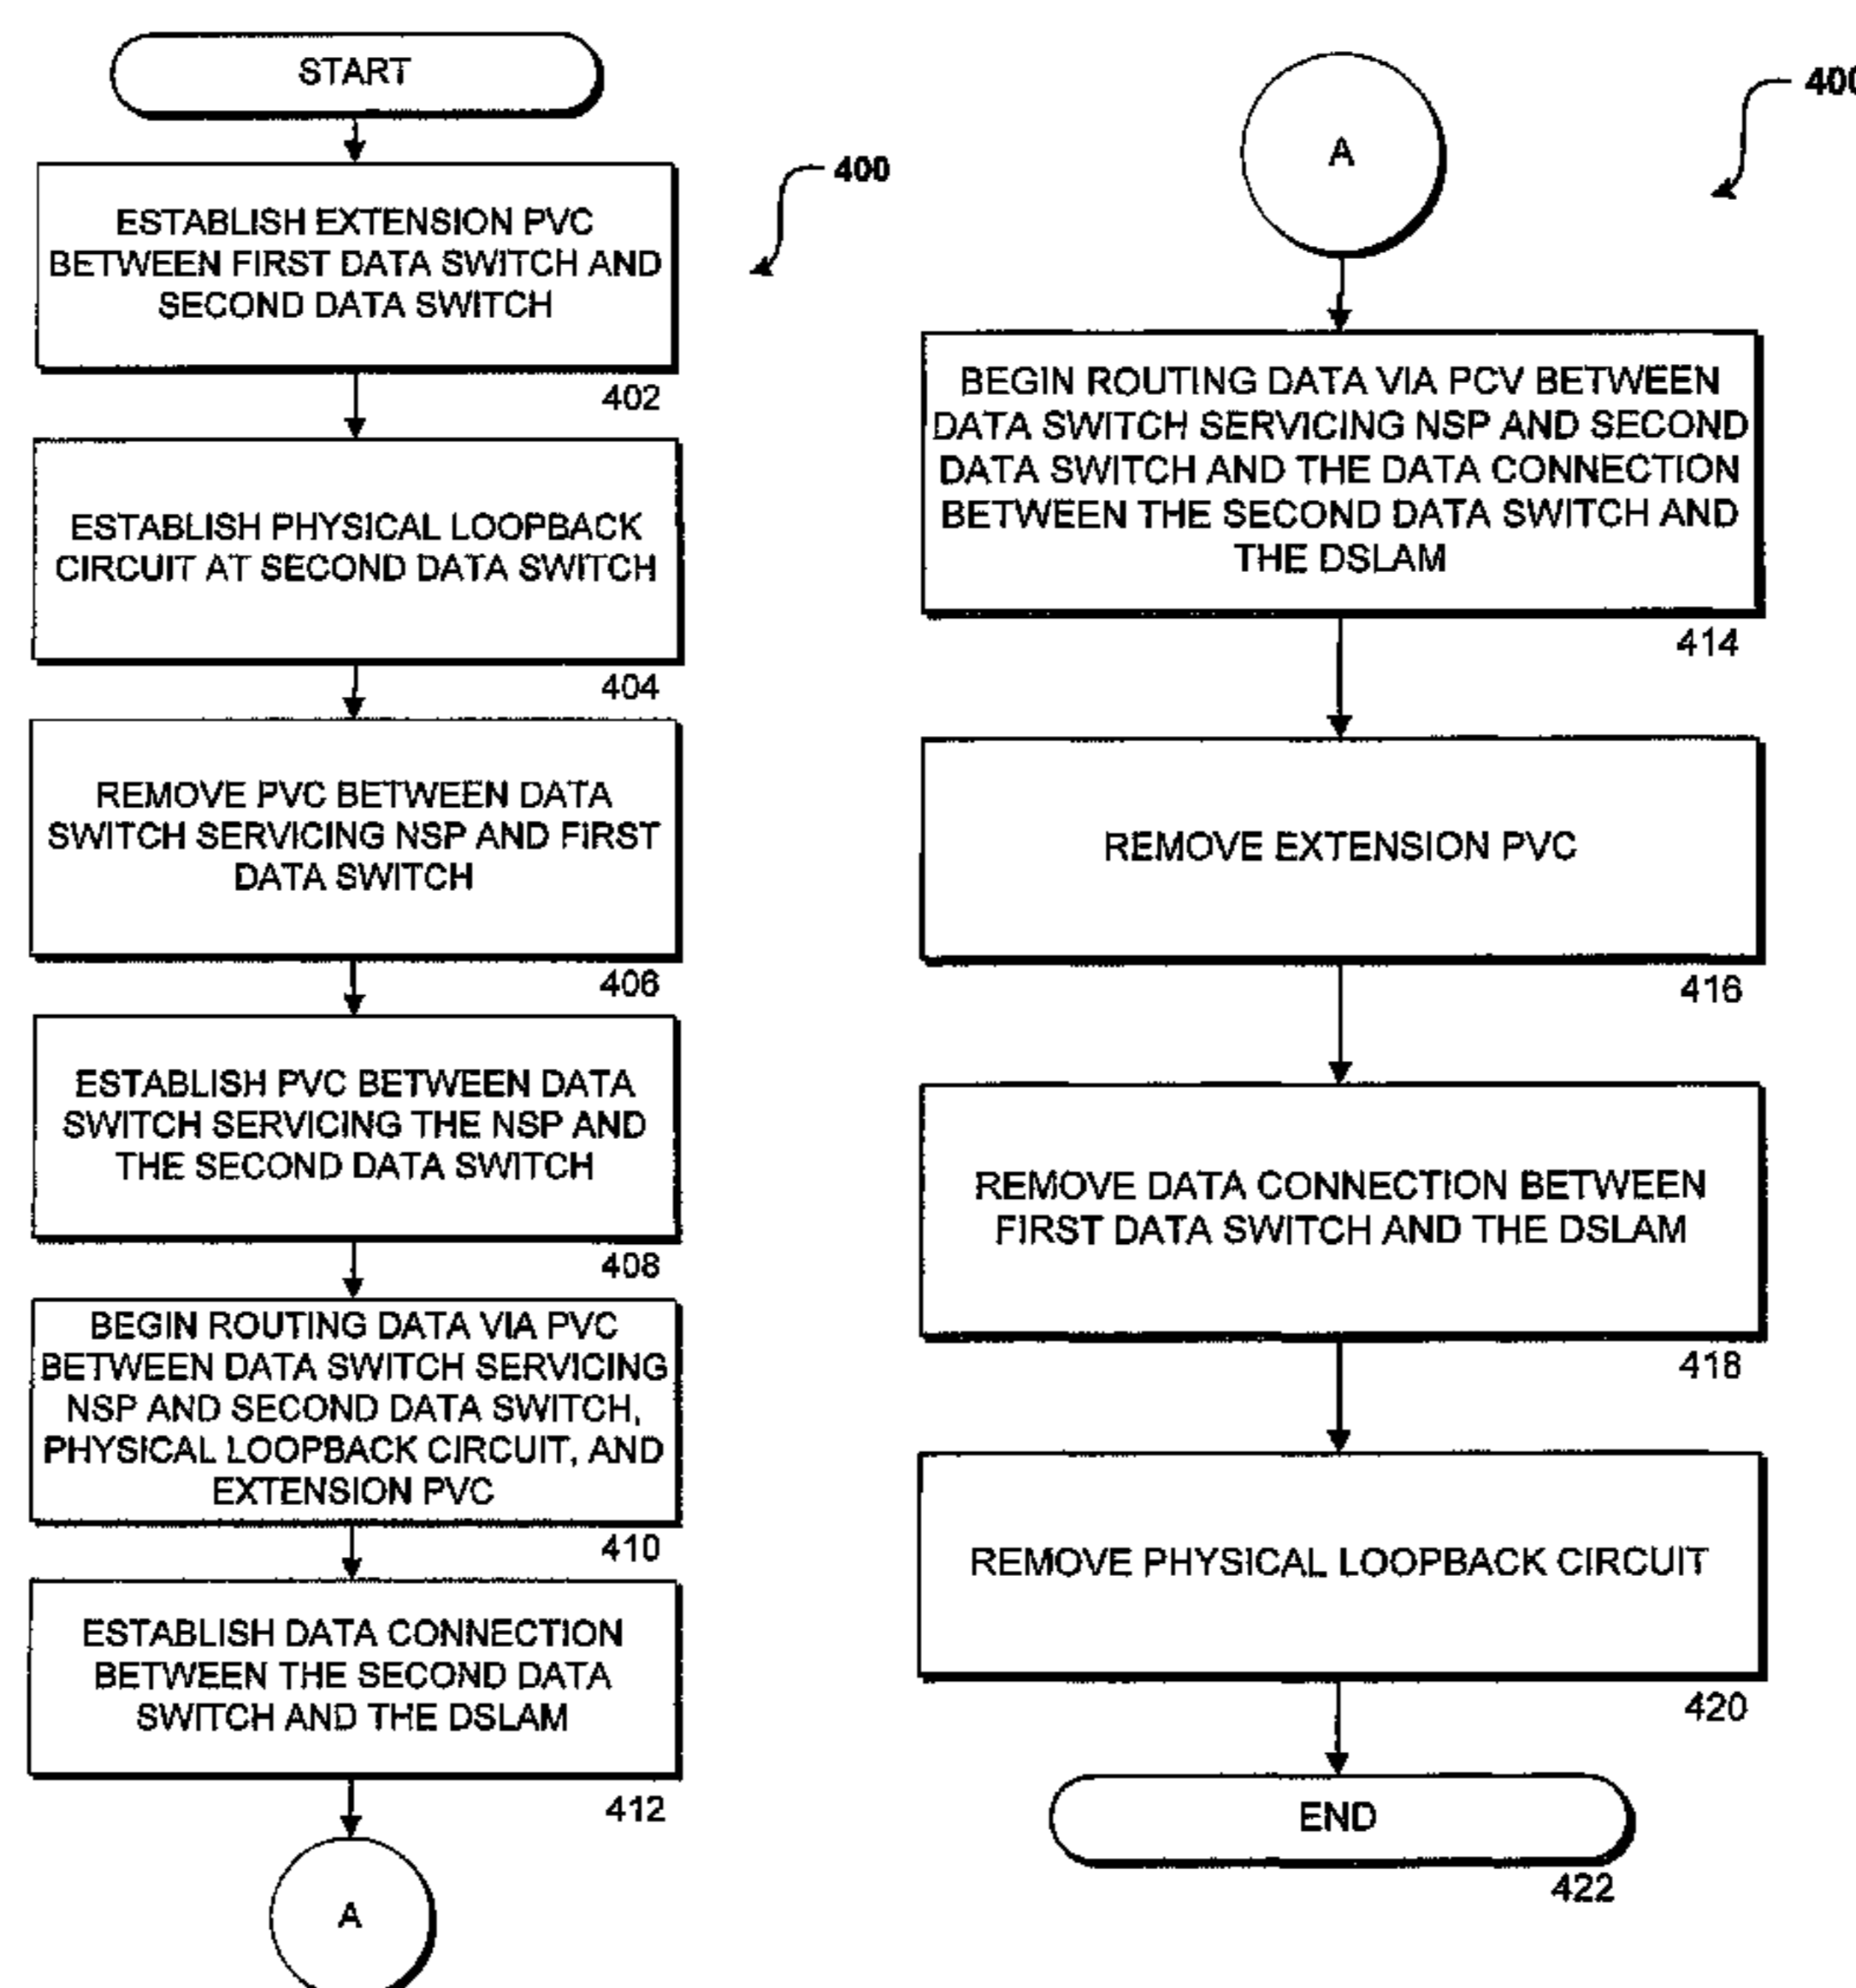 START
400
ESTABLISH EXTENSION PVC
BETWEEN FIRST DATA SWITCH AND
SECOND DATA SWITCH
402
ESTABLISH PHYSICAL LOOPBACK
CIRCUIT AT SECOND DATA SWITCH
404
REMOVE PVC BETWEEN DATA
SWITCH SERVICING NSP AND FIRST
DATA SWITCH
406
ESTABLISH PVC BETWEEN DATA
SWITCH SERVICING THE NSP AND
THE SECOND DATA SWITCH
408
BEGIN ROUTING DATA VIA PVC
BETWEEN DATA SWITCH SERVICING
NSP AND SECOND DATA SWITCH,
PHYSICAL LOOPBACK CIRCUIT, AND
EXTENSION PVC
410
ESTABLISH DATA CONNECTION
BETWEEN THE SECOND DATA
SWITCH AND THE DSLAM
412
A
A
400
BEGIN ROUTING DATA VIA PCV BETWEEN
DATA SWITCH SERVICING NSP AND SECOND
DATA SWITCH AND THE DATA CONNECTION
BETWEEN THE SECOND DATA SWITCH AND
THE DSLAM
414
REMOVE EXTENSION PVC
416
REMOVE DATA CONNECTION BETWEEN
FIRST DATA SWITCH AND THE DSLAM
418
REMOVE PHYSICAL LOOPBACK CIRCUIT
420
END
422